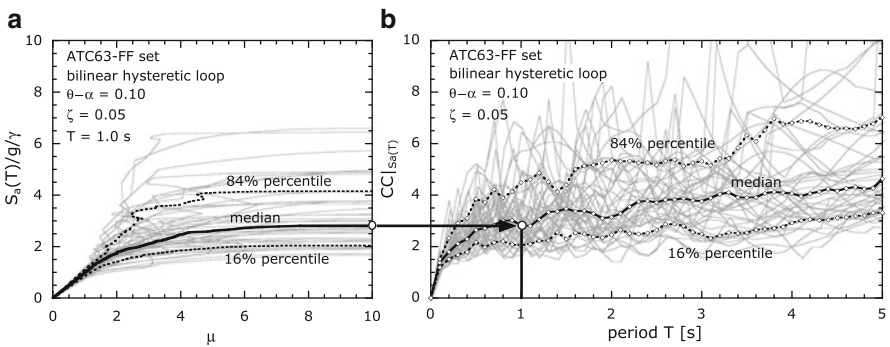 a
ATC63-FF set
bilinear hysteretic loop
θ−α = 0.10
ζ = 0.05
T = 1.0 s
84% percentile
median
16% percentile
Sa(T)/g/γ
10
8
6
4
2
0
0 2 4 6 8 10
μ
b
ATC63-FF set
bilinear hysteretic loop
θ−α = 0.10
ζ = 0.05
84% percentile
median
16% percentile
CC|Sa(T)
10
8
6
4
2
0
0 1 2 3 4 5
period T [s]